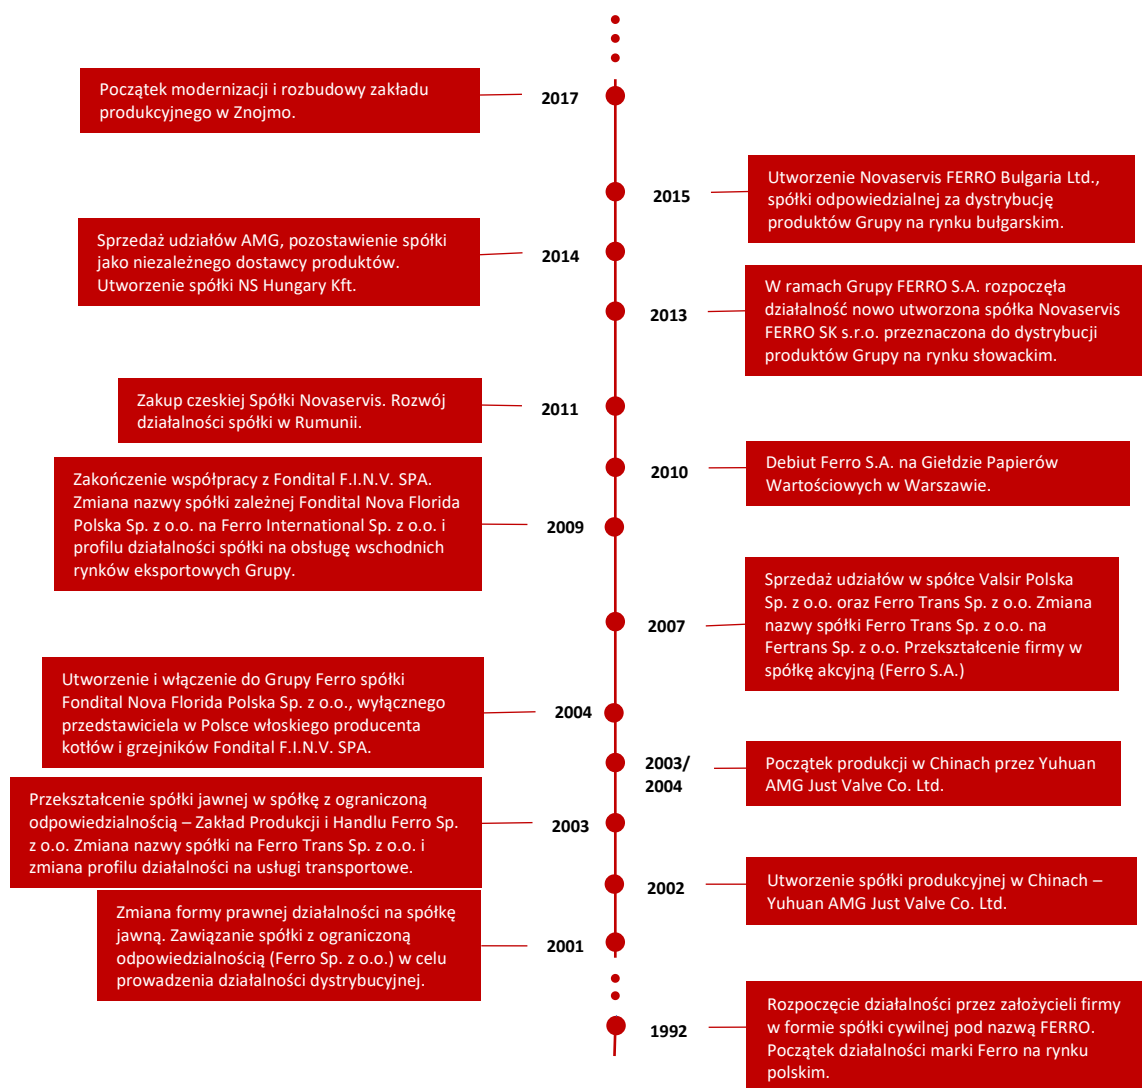 Początek modernizacji i rozbudowy zakładu
produkcyjnego w Znojmo.
2017
2015
Utworzenie Novaservis FERRO Bulgaria Ltd.,
spółki odpowiedzialnej za dystrybucję
produktów Grupy na rynku bułgarskim.
Sprzedaż udziałów AMG, pozostawienie spółki
jako niezależnego dostawcy produktów.
Utworzenie spółki NS Hungary Kft.
2014
2013
W ramach Grupy FERRO S.A. rozpoczęła
działalność nowo utworzona spółka Novaservis
FERRO SK s.r.o. przeznaczona do dystrybucji
produktów Grupy na rynku słowackim.
Zakup czeskiej Spółki Novaservis. Rozwój
działalności spółki w Rumunii.
2011
2010
Debiut Ferro S.A. na Giełdzie Papierów
Wartościowych w Warszawie.
Zakończenie współpracy z Fondital F.I.N.V. SPA.
Zmiana nazwy spółki zależnej Fondital Nova Florida
Polska Sp. z o.o. na Ferro International Sp. z o.o. i
profilu działalności spółki na obsługę wschodnich
rynków eksportowych Grupy.
2009
2007
Sprzedaż udziałów w spółce Valsir Polska
Sp. z o.o. oraz Ferro Trans Sp. z o.o. Zmiana
nazwy spółki Ferro Trans Sp. z o.o. na
Fertrans Sp. z o.o. Przekształcenie firmy w
spółkę akcyjną (Ferro S.A.)
Utworzenie i włączenie do Grupy Ferro spółki
Fondital Nova Florida Polska Sp. z o.o., wyłącznego
przedstawiciela w Polsce włoskiego producenta
kotłów i grzejników Fondital F.I.N.V. SPA.
2004
2003/
2004
Początek produkcji w Chinach przez Yuhuan
AMG Just Valve Co. Ltd.
Przekształcenie spółki jawnej w spółkę z ograniczoną
odpowiedzialnością – Zakład Produkcji i Handlu Ferro Sp.
z o.o. Zmiana nazwy spółki na Ferro Trans Sp. z o.o. i
zmiana profilu działalności na usługi transportowe.
2003
2002
Utworzenie spółki produkcyjnej w Chinach –
Yuhuan AMG Just Valve Co. Ltd.
Zmiana formy prawnej działalności na spółkę
jawną. Zawiązanie spółki z ograniczoną
odpowiedzialnością (Ferro Sp. z o.o.) w celu
prowadzenia działalności dystrybucyjnej.
2001
1992
Rozpoczęcie działalności przez założycieli firmy
w formie spółki cywilnej pod nazwą FERRO.
Początek działalności marki Ferro na rynku
polskim.